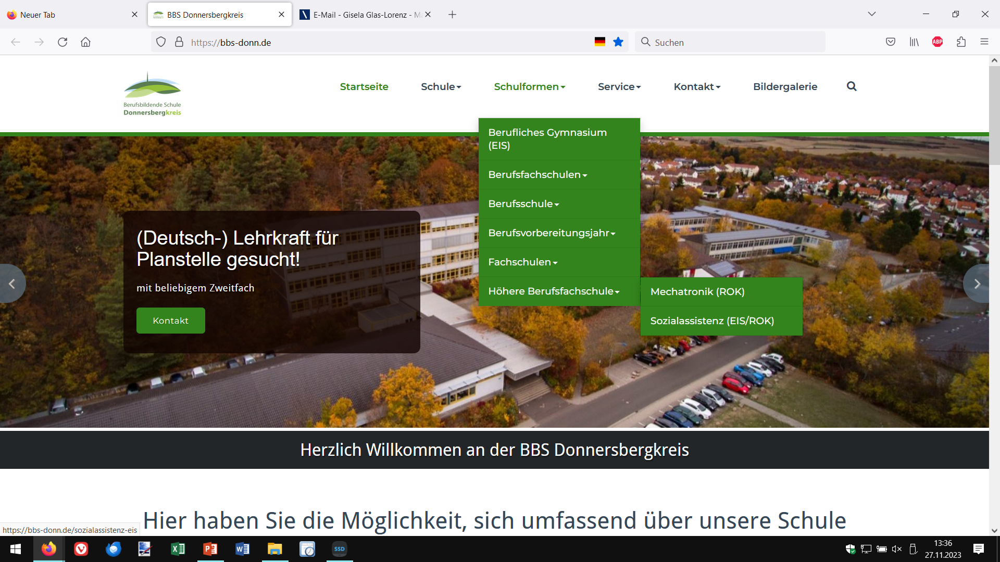 Neuer Tab
BBS Donnersbergkreis
E-Mail - Gisela Glas-Lorenz -
https://bbs-donn.de
Suchen
ABP
Berufsbildende Schule
Donnersbergkreis
Startseite
Schule
Schulformen
Service
Kontakt
Bildergalerie
Berufliches Gymnasium
(EIS)
Berufsfachschulen
Berufsschule
Berufsvorbereitungsjahr
Fachschulen
Höhere Berufsfachschule
Mechatronik (ROK)
Sozialassistenz (EIS/ROK)
(Deutsch-) Lehrkraft für
Planstelle gesucht!
mit beliebigem Zweitfach
Kontakt
Herzlich Willkommen an der BBS Donnersbergkreis
Hier haben Sie die Möglichkeit, sich umfassend über unsere Schule
https://bbs-donn.de/sozialassistenz-eis
SSD
13:36
27.11.2023